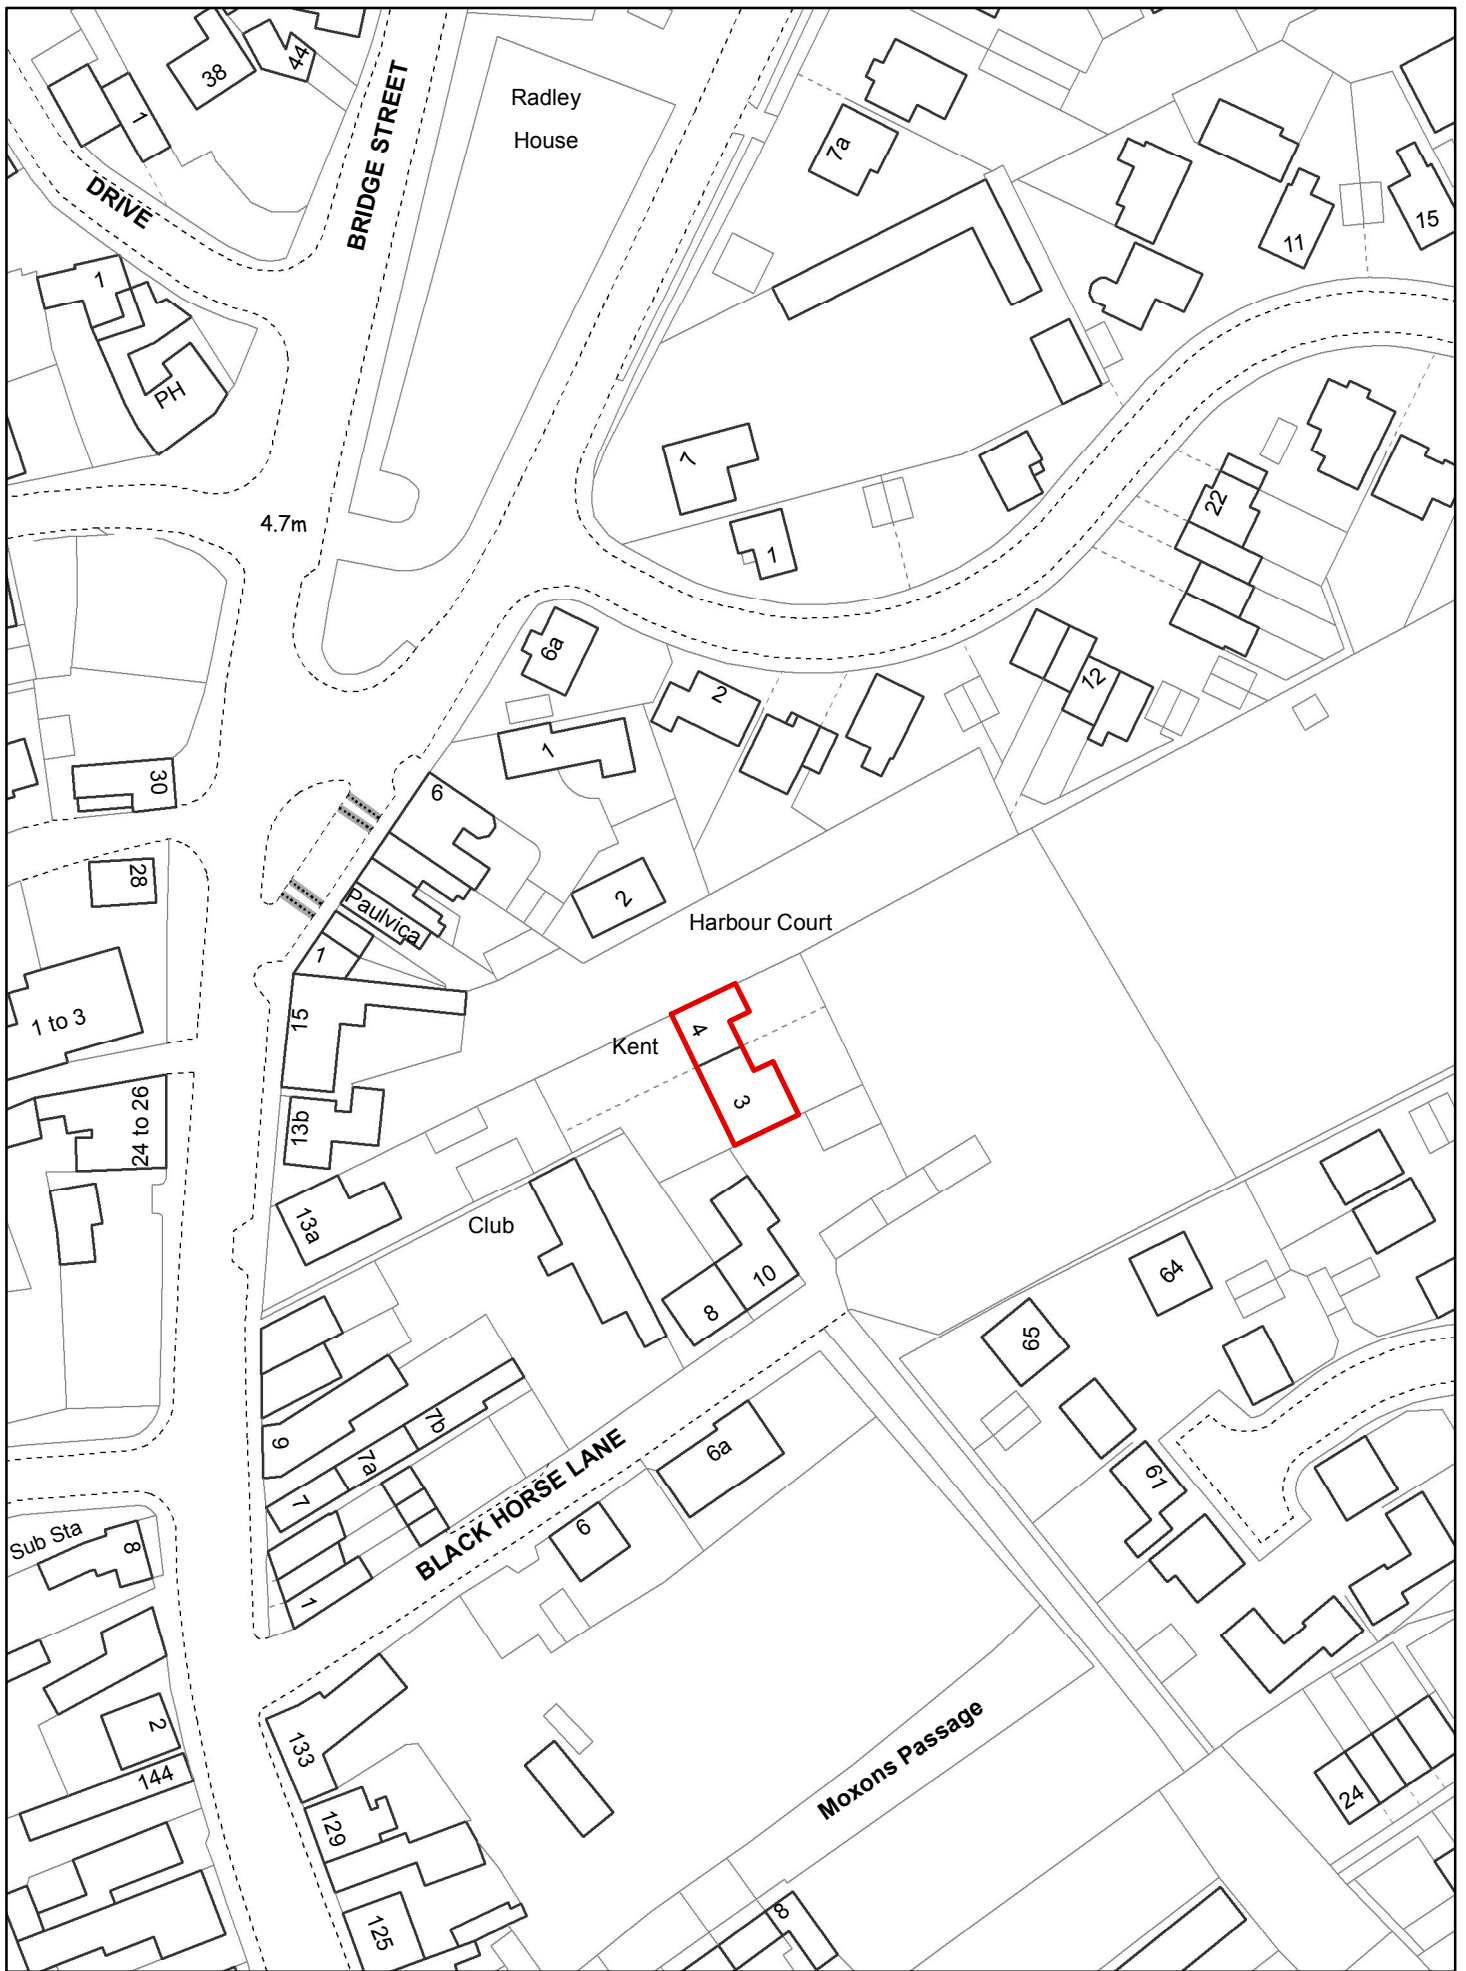 38
44
1
Radley
House
BRIDGE STREET
DRIVE
7a
11
15
1
PH
4.7m
7
1
22
6a
2
12
1
30
6
28
Paulvica
2
1
Harbour Court
1 to 3
15
4
Kent
3
24 to 26
13b
13a
Club
10
8
64
65
9
7b
7a
7
6a
61
BLACK HORSE LANE
6
Sub Sta
8
1
2
133
144
Moxons Passage
24
129
125
8